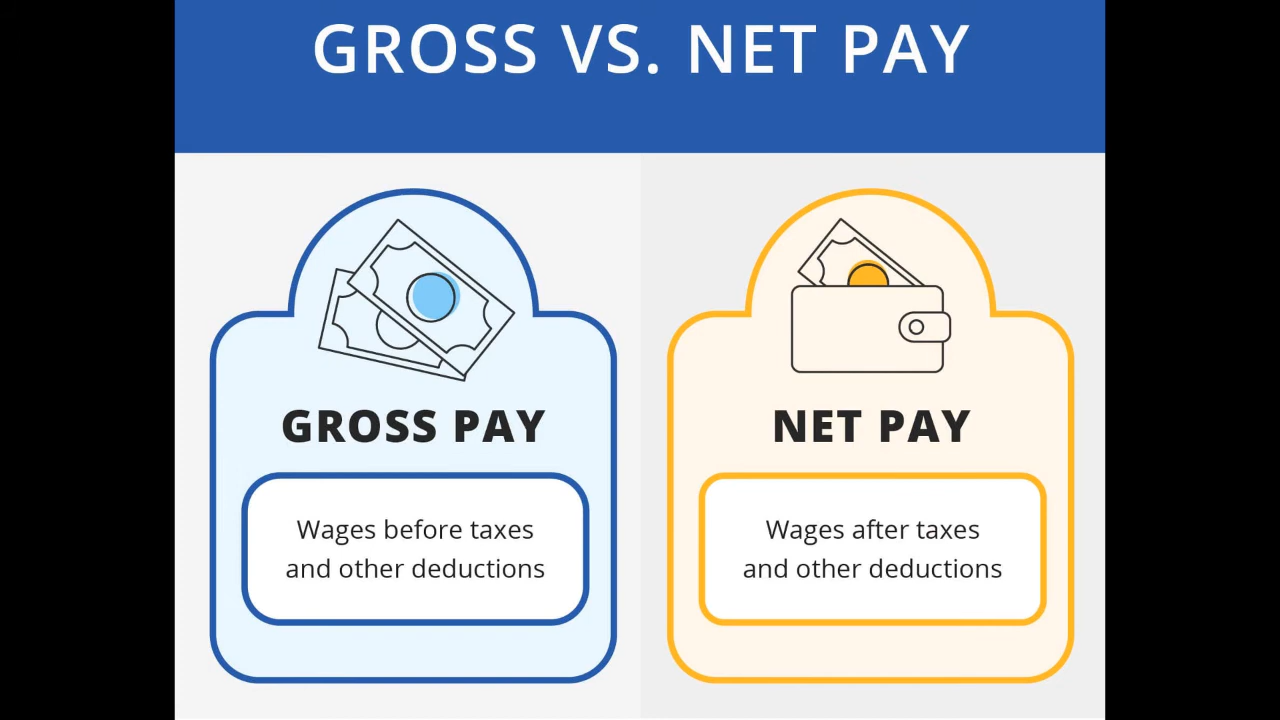 GROSS VS. NET PAY
GROSS PAY
Wages before taxes
and other deductions
NET PAY
Wages after taxes
and other deductions